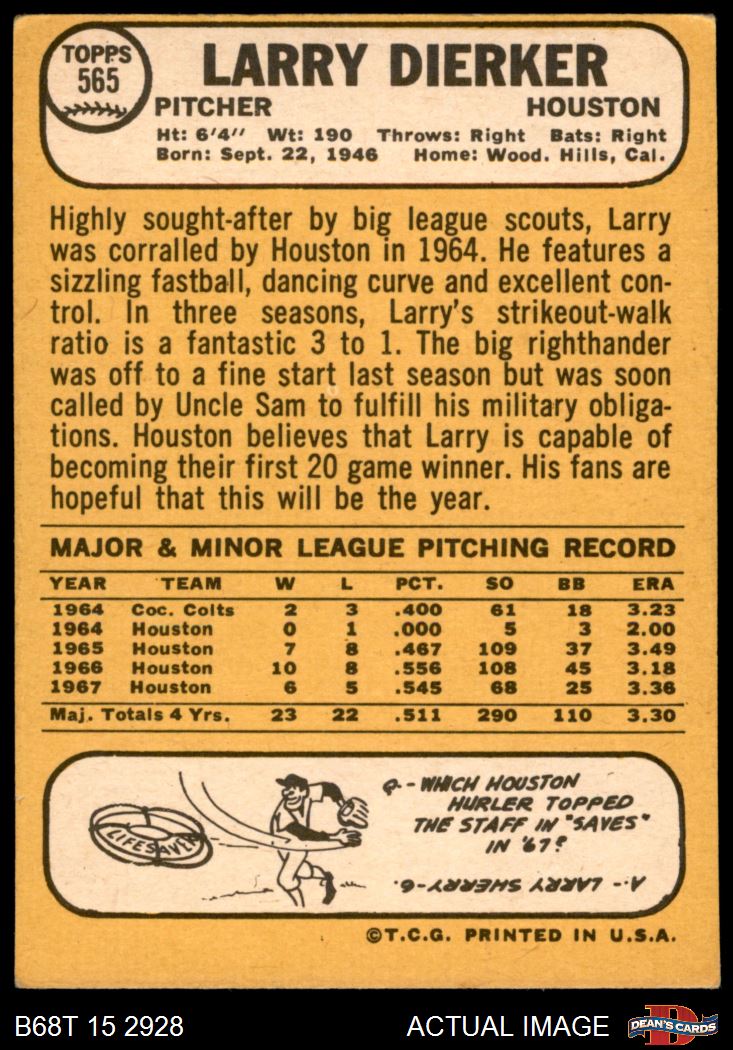 TOPPS
565
LARRY DIERKER
PITCHER HOUSTON
Ht: 6'4" Wt: 190 Throws: Right Bats: Right
Born: Sept. 22, 1946 Home: Wood. Hills, Cal.
Highly sought-after by big league scouts, Larry
was corralled by Houston in 1964. He features a
sizzling fastball, dancing curve and excellent con-
trol. In three seasons, Larry's strikeout-walk
ratio is a fantastic 3 to 1. The big righthander
was off to a fine start last season but was soon
called by Uncle Sam to fulfill his military obliga-
tions. Houston believes that Larry is capable of
becoming their first 20 game winner. His fans are
hopeful that this will be the year.
MAJOR & MINOR LEAGUE PITCHING RECORD
YEAR TEAM W L PCT. SO BB ERA
1964 Coc. Colts 2 3 .400 61 18 3.23
1964 Houston 0 1 .000 5 3 2.00
1965 Houston 7 8 .467 109 37 3.49
1966 Houston 10 8 .556 108 45 3.18
1967 Houston 6 5 .545 68 25 3.36
Maj. Totals 4 Yrs. 23 22 .511 290 110 3.30
LIFESAVER
Q-- WHICH HOUSTON
HURLER TOPPED
THE STAFF IN "SAVES"
IN '67?
A-- LARRY SHERRY-6.
©T.C.G. PRINTED IN U.S.A.
B68T 15 2928 ACTUAL IMAGE DEAN'S CARDS